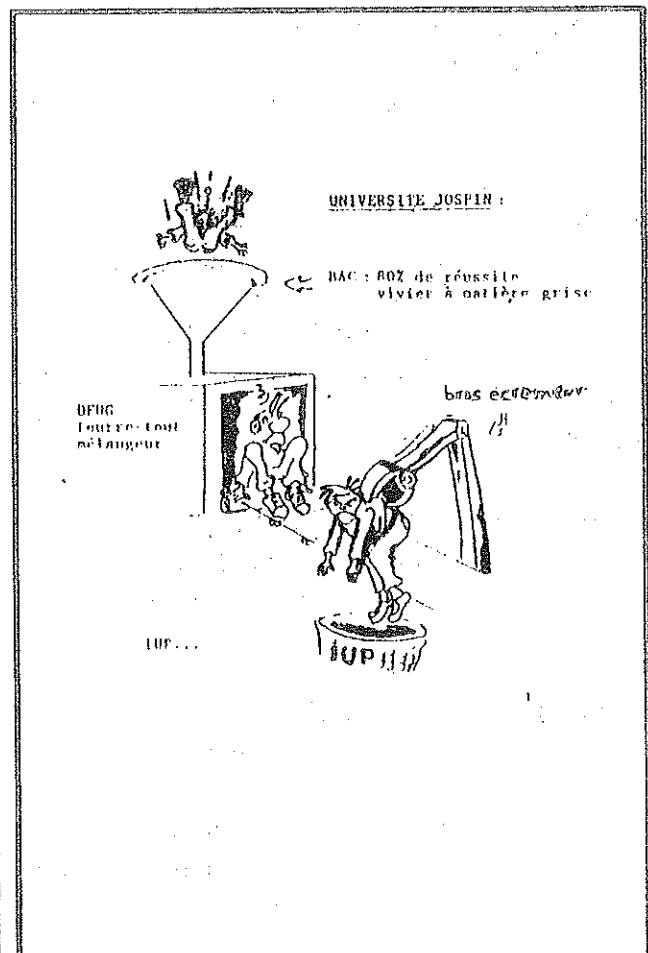 UNIVERSITE JOSPIN :
BAC : 80% de réussite
vivier à matière grise
bras écrémeur
DEUG
fourre-tout
mélangeur
IUP...
IUP